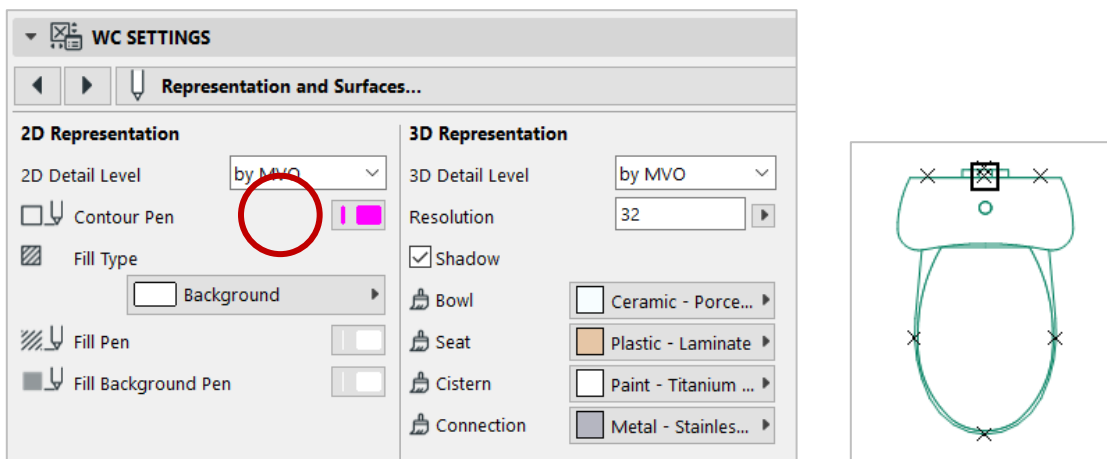 WC SETTINGS
Representation and Surfaces...
2D Representation
2D Detail Level
by MVO
Contour Pen
Fill Type
Background
Fill Pen
Fill Background Pen
3D Representation
3D Detail Level
by MVO
Resolution
32
Shadow
Bowl
Ceramic - Porce...
Seat
Plastic - Laminate
Cistern
Paint - Titanium ...
Connection
Metal - Stainles...